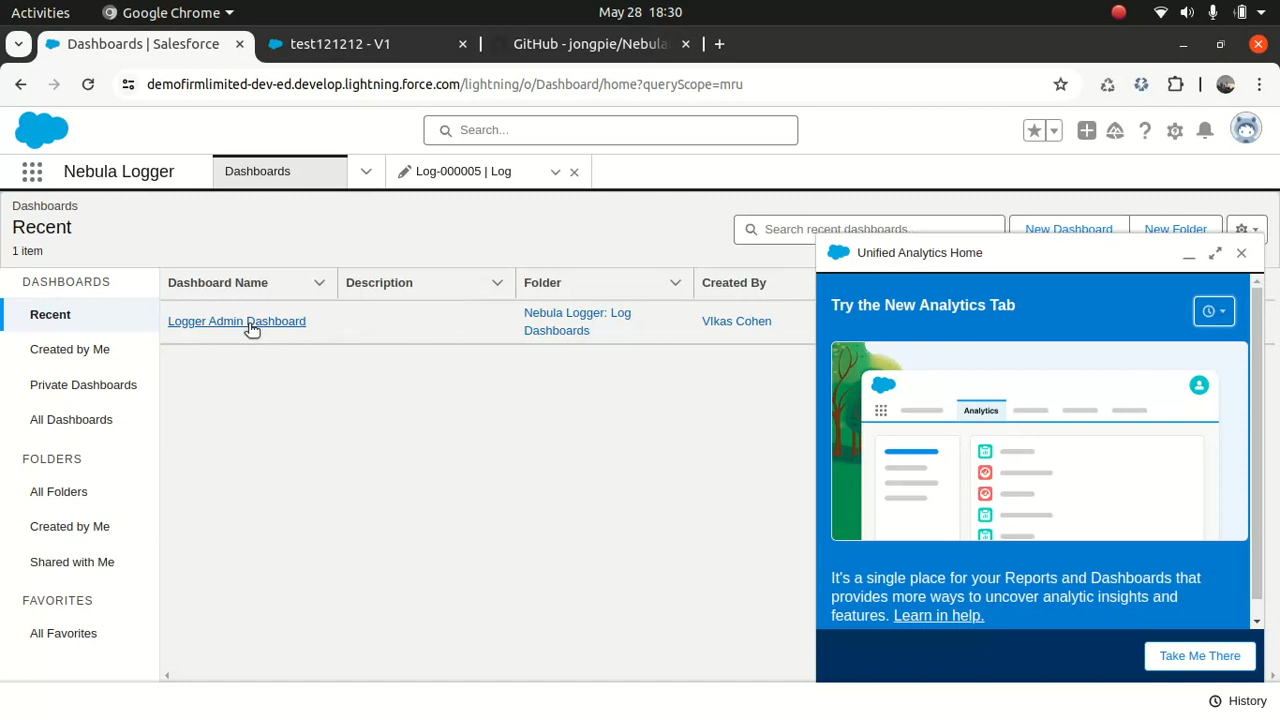 Activities
Google Chrome
May 28 18:30
Dashboards | Salesforce
test121212 - V1
GitHub - jongpie/Nebula
demofirmlimited-dev-ed.develop.lightning.force.com/lightning/o/Dashboard/home?queryScope=mru
Search...
Nebula Logger
Dashboards
Log-000005 | Log
Dashboards
Recent
1 item
Search recent dashboards...
New Dashboard
New Folder
DASHBOARDS
Recent
Created by Me
Private Dashboards
All Dashboards
FOLDERS
All Folders
Created by Me
Shared with Me
FAVORITES
All Favorites
Dashboard Name
Description
Folder
Created By
Logger Admin Dashboard
Nebula Logger: Log
Dashboards
VIkas Cohen
Unified Analytics Home
Try the New Analytics Tab
Analytics
It's a single place for your Reports and Dashboards that
provides more ways to uncover analytic insights and
features. Learn in help.
Take Me There
History